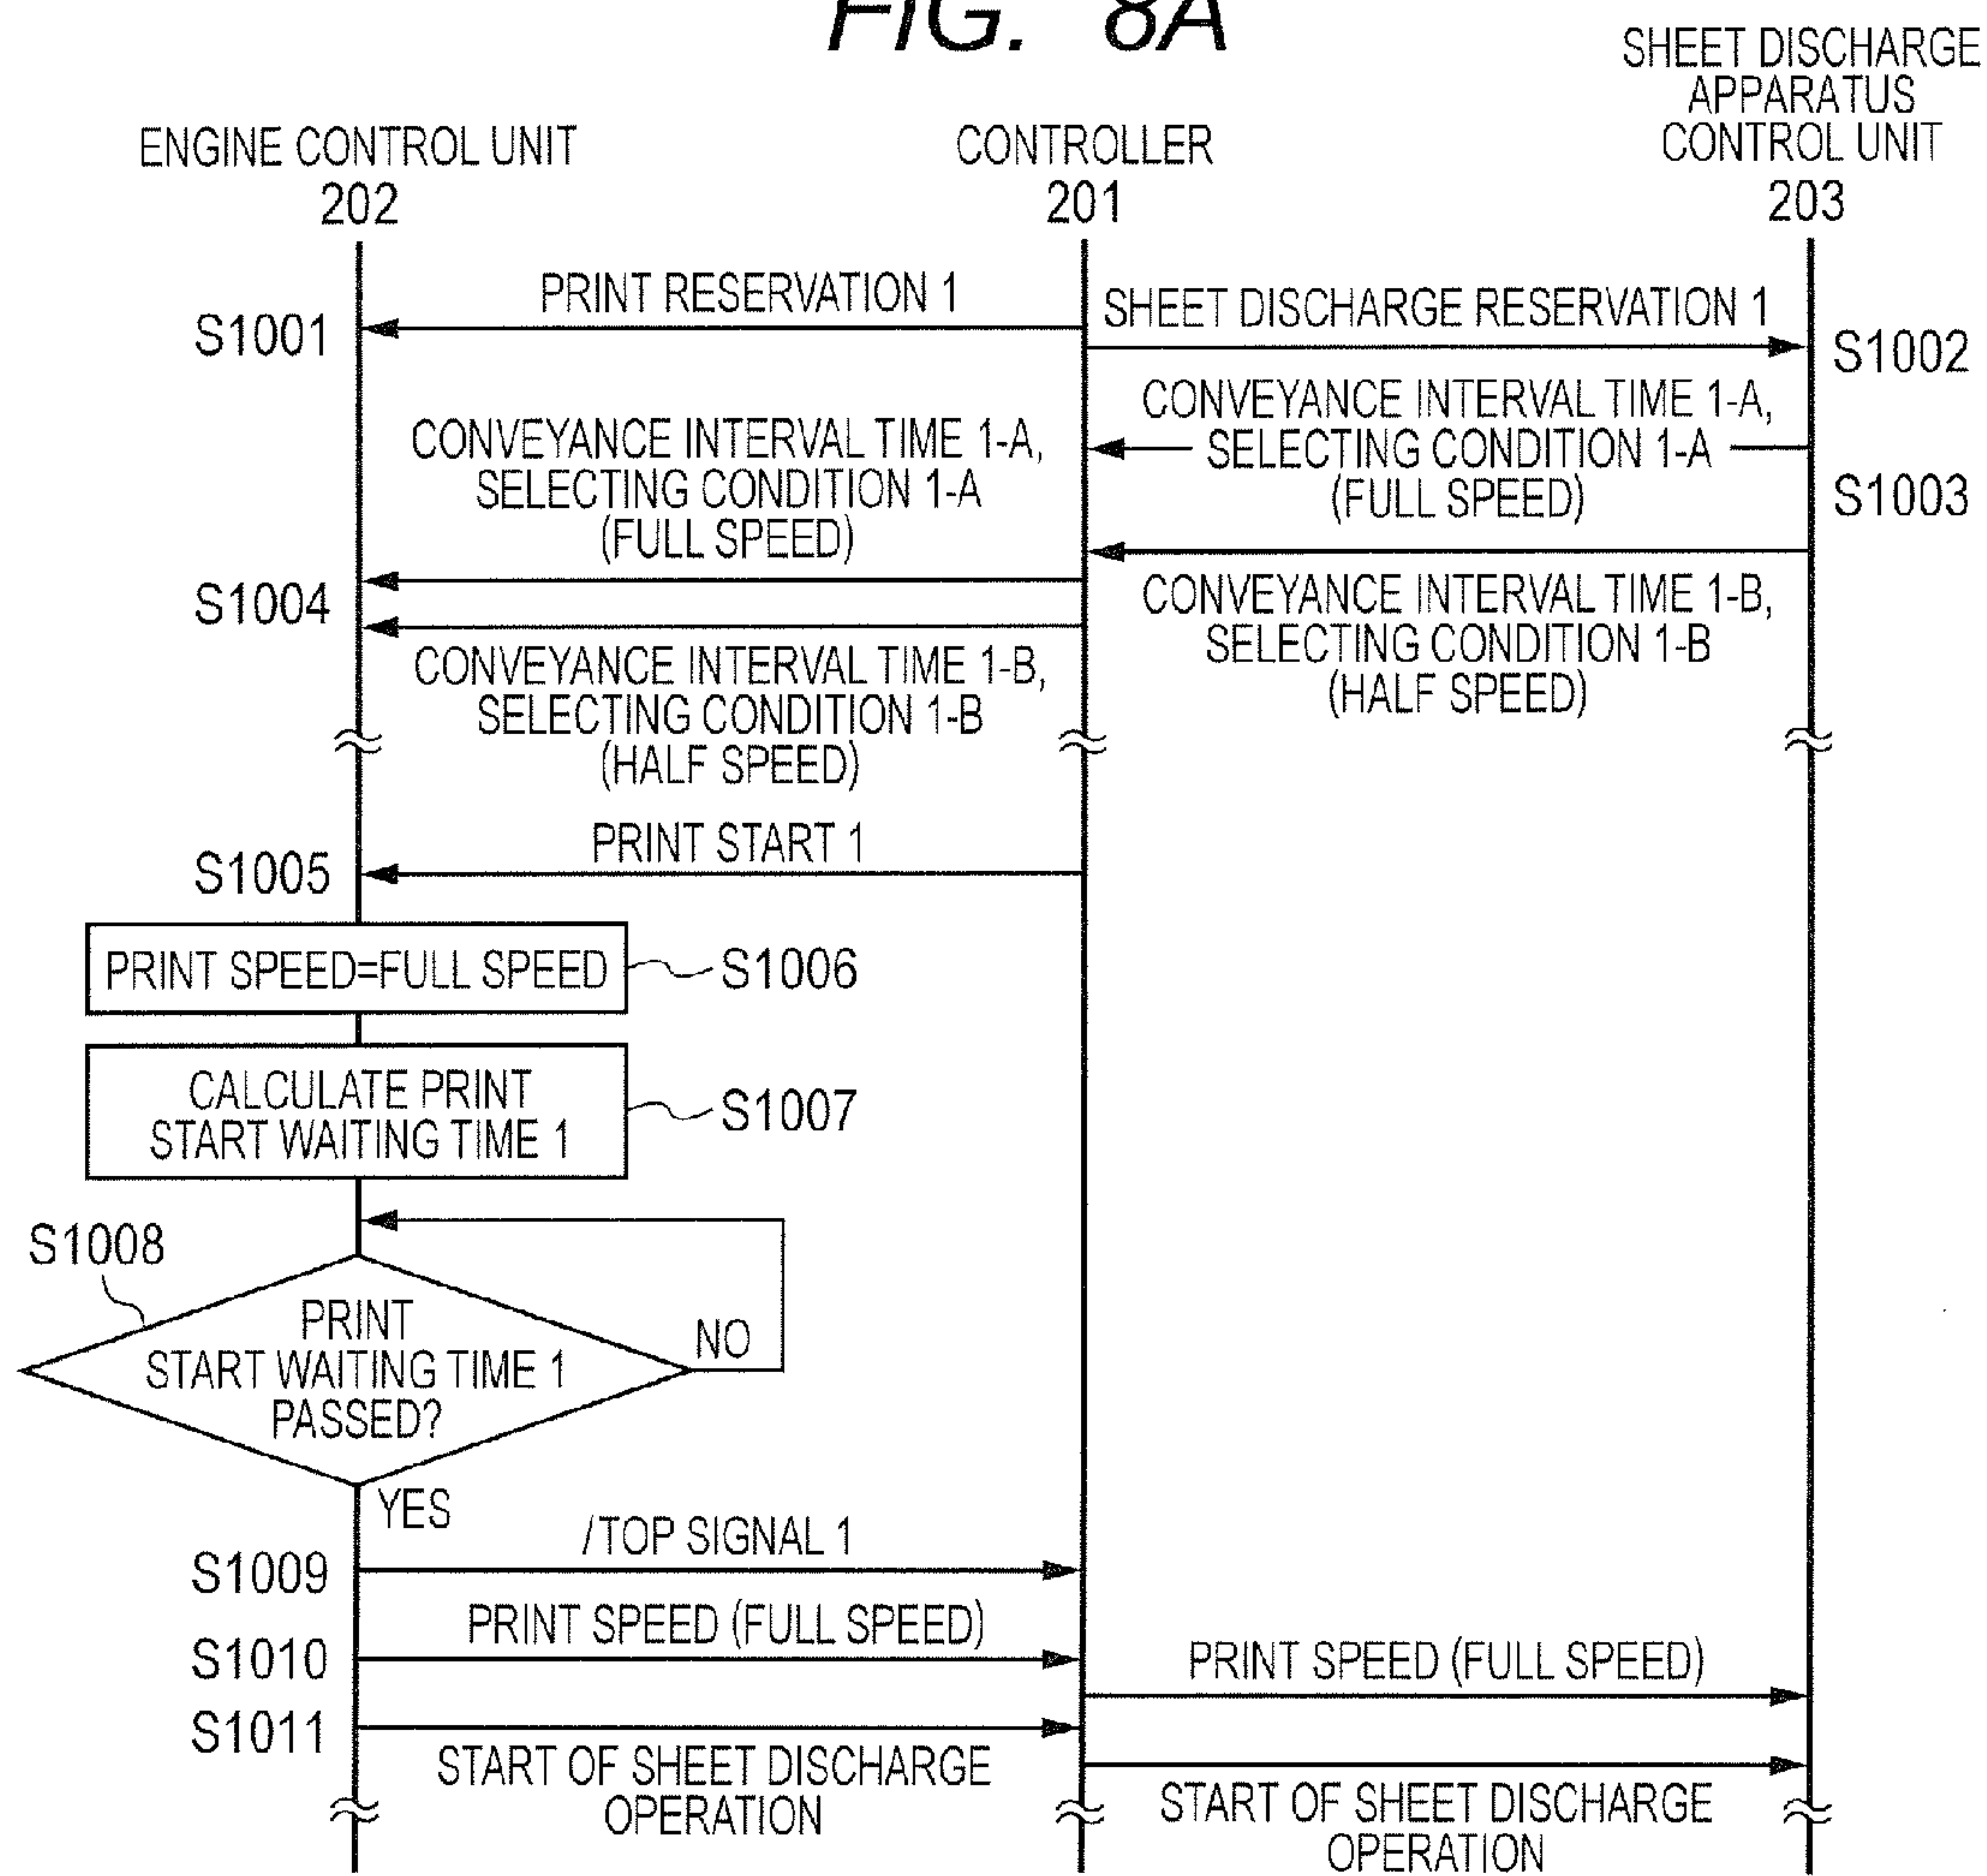 FIG. 8A
ENGINE CONTROL UNIT
202
CONTROLLER
201
SHEET DISCHARGE
APPARATUS
CONTROL UNIT
203
PRINT RESERVATION 1
S1001
SHEET DISCHARGE RESERVATION 1
S1002
CONVEYANCE INTERVAL TIME 1-A,
SELECTING CONDITION 1-A
(FULL SPEED)
S1003
CONVEYANCE INTERVAL TIME 1-A,
SELECTING CONDITION 1-A
(FULL SPEED)
S1004
CONVEYANCE INTERVAL TIME 1-B,
SELECTING CONDITION 1-B
(HALF SPEED)
CONVEYANCE INTERVAL TIME 1-B,
SELECTING CONDITION 1-B
(HALF SPEED)
PRINT START 1
S1005
PRINT SPEED=FULL SPEED
S1006
CALCULATE PRINT
START WAITING TIME 1
S1007
S1008
PRINT
START WAITING TIME 1
PASSED?
NO
YES
/TOP SIGNAL 1
S1009
PRINT SPEED (FULL SPEED)
S1010
PRINT SPEED (FULL SPEED)
S1011
START OF SHEET DISCHARGE
OPERATION
START OF SHEET DISCHARGE
OPERATION